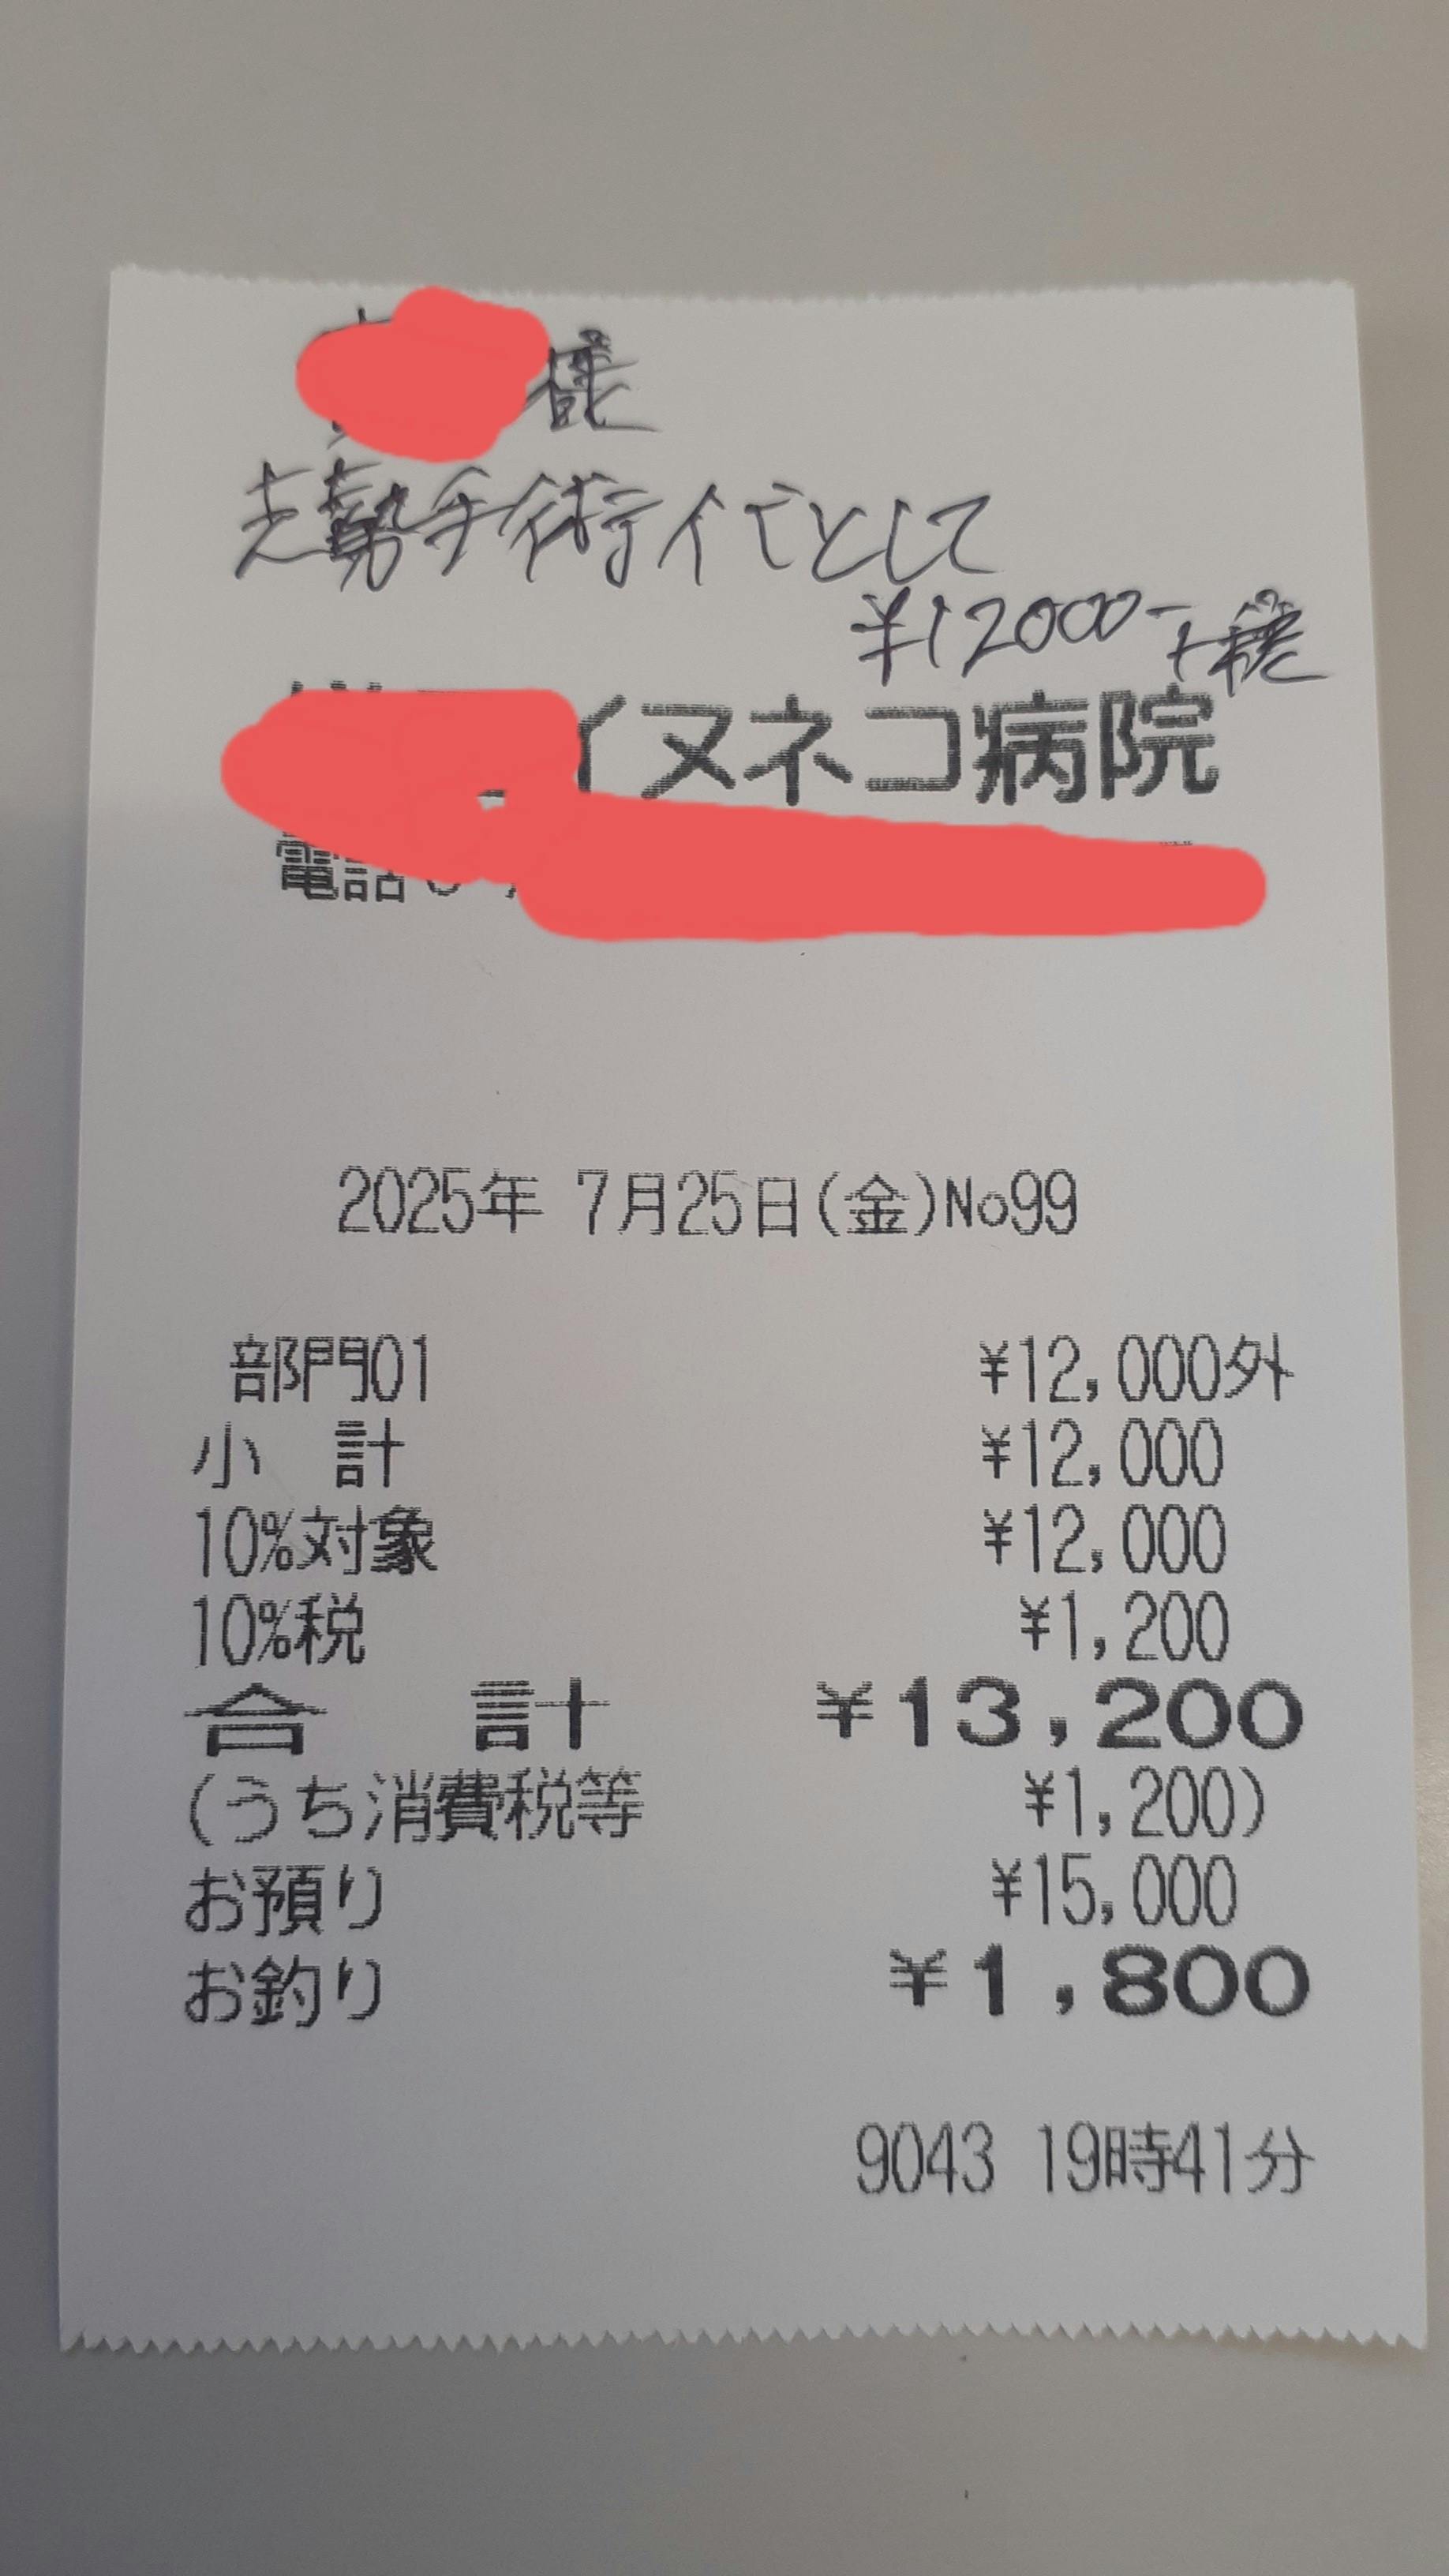 様
去勢手術代として
¥12000-+税
イヌネコ病院
電話
2025年 7月25日(金)No99
部門01 ¥12,000外
小 計 ¥12,000
10%対象 ¥12,000
10%税 ¥1,200
合 計 ¥13,200
(うち消費税等 ¥1,200)
お預り ¥15,000
お釣り ¥1,800
9043 19時41分